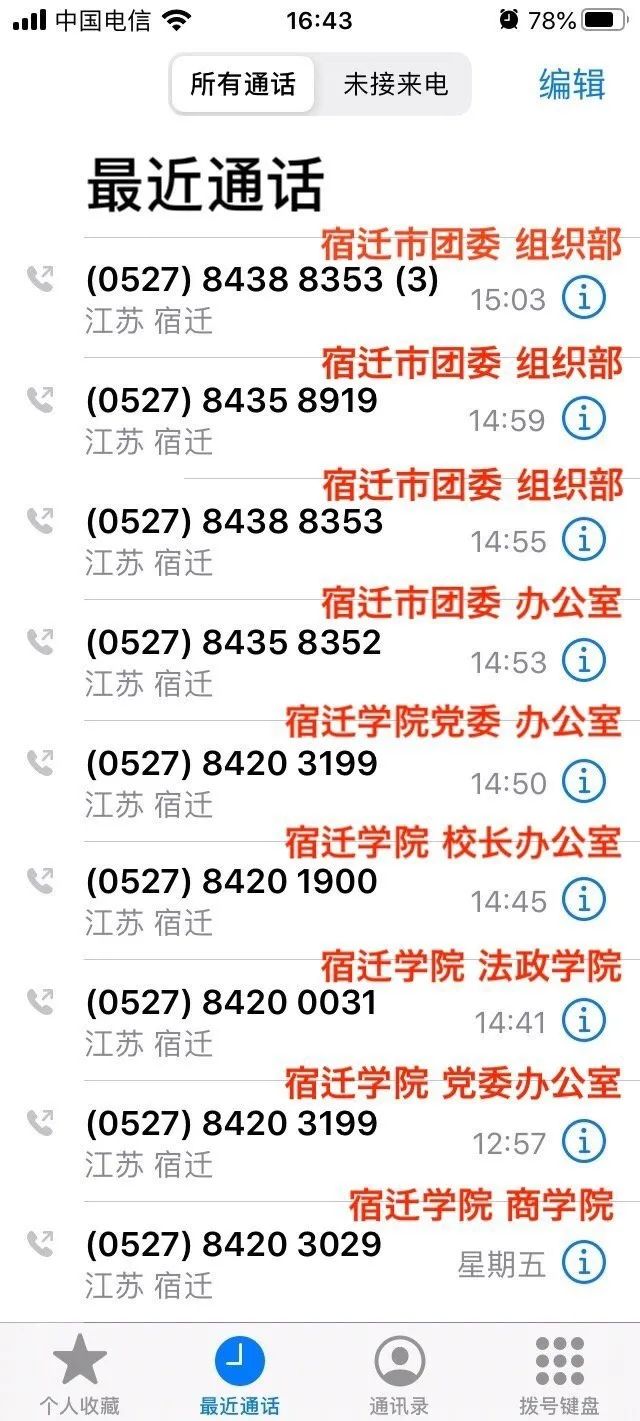 中国电信 16:43 78%
所有通话 未接来电 编辑
最近通话
宿迁市团委 组织部
(0527) 8438 8353 (3)
15:03
江苏 宿迁
宿迁市团委 组织部
(0527) 8435 8919
14:59
江苏 宿迁
宿迁市团委 组织部
(0527) 8438 8353
14:55
江苏 宿迁
宿迁市团委 办公室
(0527) 8435 8352
14:53
江苏 宿迁
宿迁学院党委 办公室
(0527) 8420 3199
14:50
江苏 宿迁
宿迁学院 校长办公室
(0527) 8420 1900
14:45
江苏 宿迁
宿迁学院 法政学院
(0527) 8420 0031
14:41
江苏 宿迁
宿迁学院 党委办公室
(0527) 8420 3199
12:57
江苏 宿迁
宿迁学院 商学院
(0527) 8420 3029
星期五
江苏 宿迁
个人收藏 最近通话 通讯录 拨号键盘